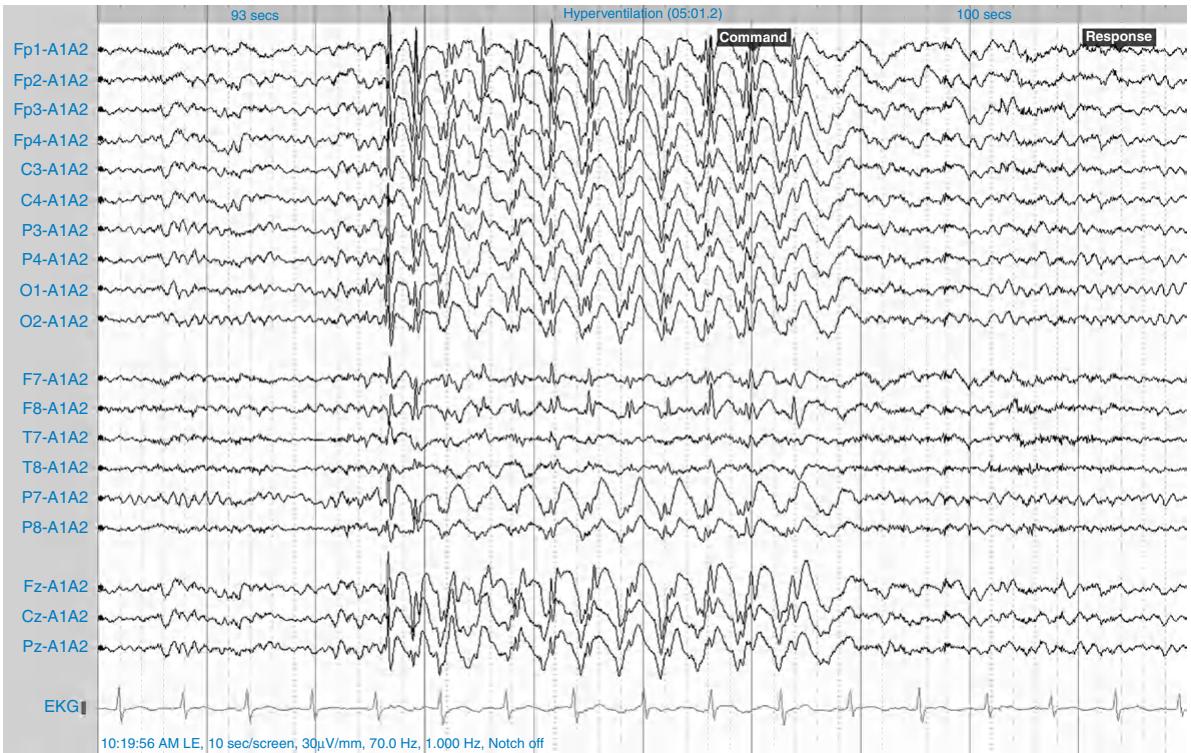 93 secs Hyperventilation (05:01.2) 100 secs
Command Response
Fp1-A1A2
Fp2-A1A2
Fp3-A1A2
Fp4-A1A2
C3-A1A2
C4-A1A2
P3-A1A2
P4-A1A2
O1-A1A2
O2-A1A2
F7-A1A2
F8-A1A2
T7-A1A2
T8-A1A2
P7-A1A2
P8-A1A2
Fz-A1A2
Cz-A1A2
Pz-A1A2
EKG
10:19:56 AM LE, 10 sec/screen, 30µV/mm, 70.0 Hz, 1.000 Hz, Notch off